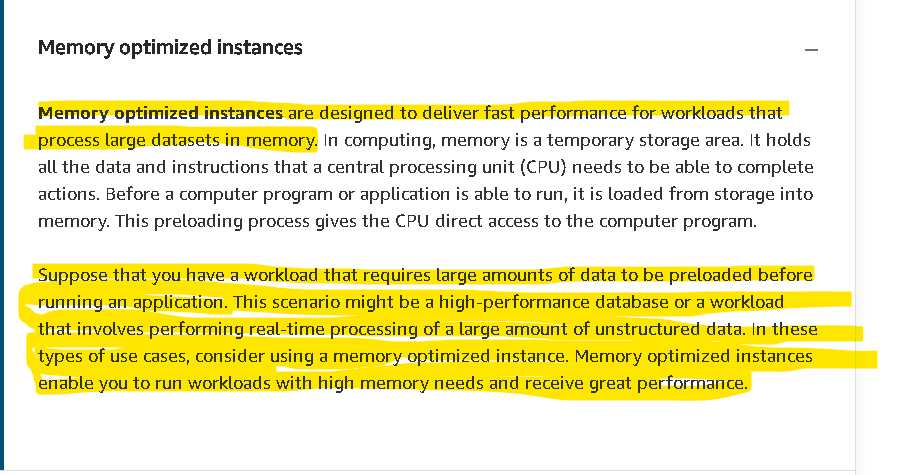 Memory optimized instances
Memory optimized instances are designed to deliver fast performance for workloads that
process large datasets in memory. In computing, memory is a temporary storage area. It holds
all the data and instructions that a central processing unit (CPU) needs to be able to complete
actions. Before a computer program or application is able to run, it is loaded from storage into
memory. This preloading process gives the CPU direct access to the computer program.
Suppose that you have a workload that requires large amounts of data to be preloaded before
running an application. This scenario might be a high-performance database or a workload
that involves performing real-time processing of a large amount of unstructured data. In these
types of use cases, consider using a memory optimized instance. Memory optimized instances
enable you to run workloads with high memory needs and receive great performance.